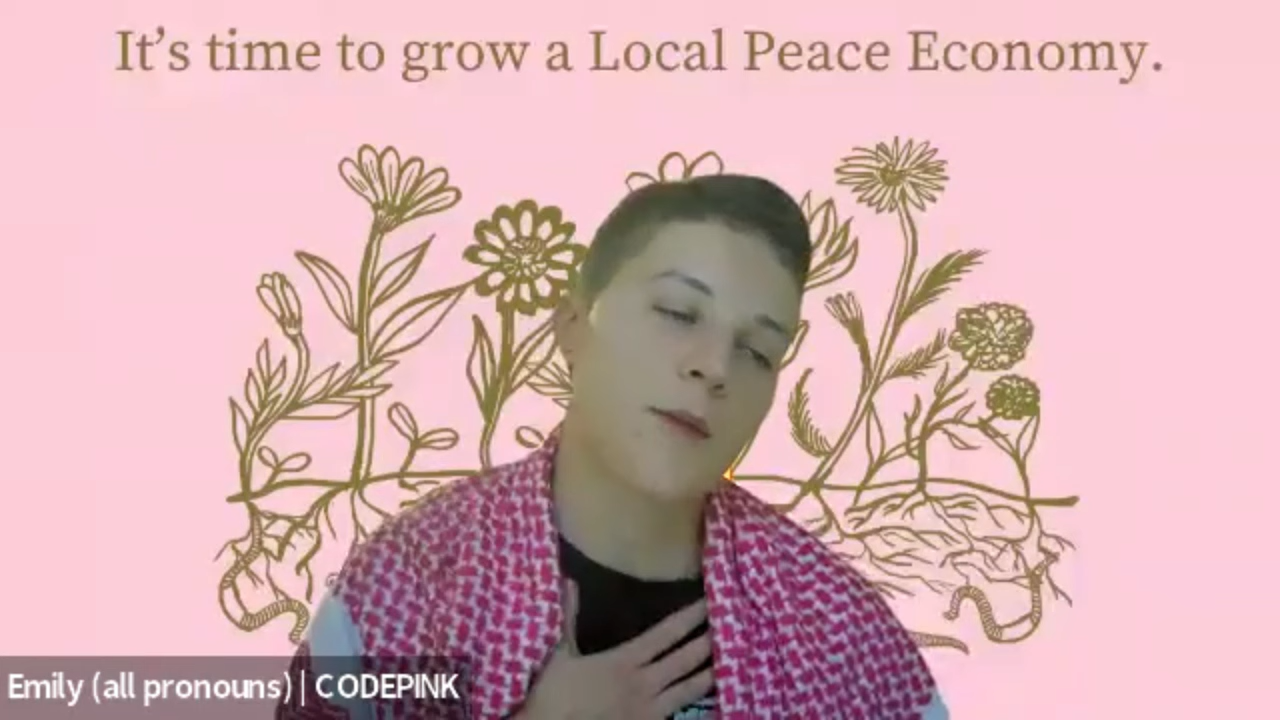 It’s time to grow a Local Peace Economy.
Emily (all pronouns) | CODEPINK